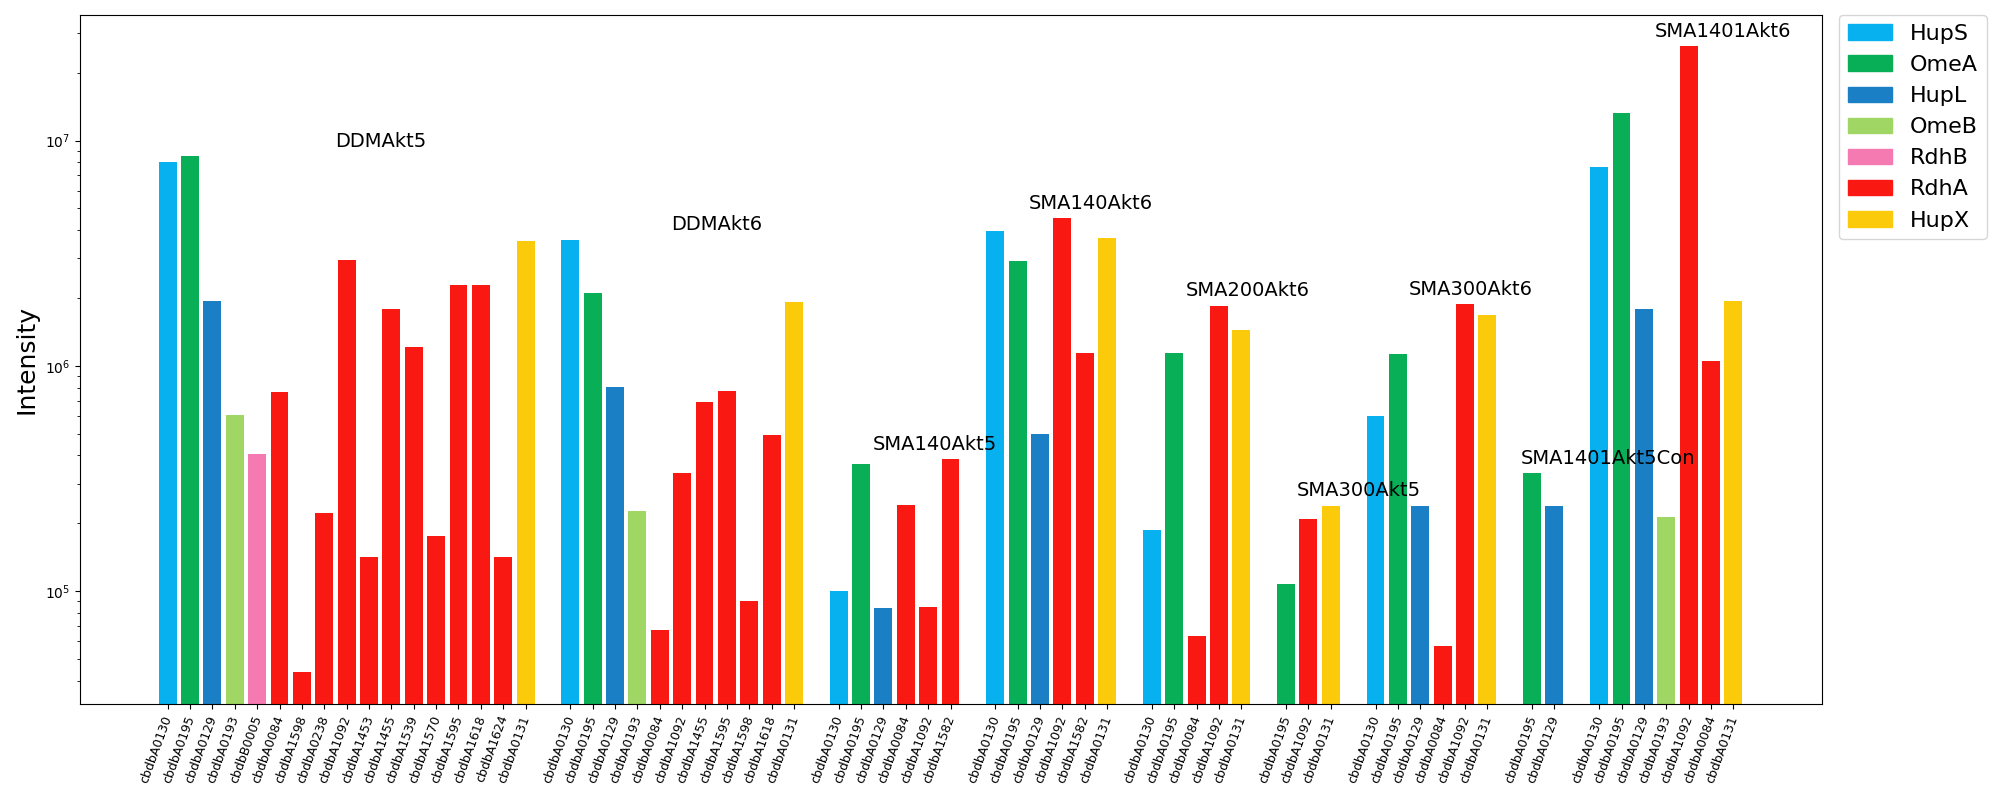 SMA1401Akt6
DDMAkt5
SMA140Akt6
DDMAkt6
SMA200Akt6
SMA300Akt6
SMA140Akt5
SMA1401Akt5Con
SMA300Akt5
Intensity
10⁷
10⁶
10⁵
cbdbA0130
cbdbA0195
cbdbA0129
cbdbA0193
cbdbB0005
cbdbA0084
cbdbA1598
cbdbA0238
cbdbA1092
cbdbA1453
cbdbA1455
cbdbA1539
cbdbA1570
cbdbA1595
cbdbA1618
cbdbA1624
cbdbA0131
cbdbA0130
cbdbA0195
cbdbA0129
cbdbA0193
cbdbA0084
cbdbA1092
cbdbA1455
cbdbA1595
cbdbA1598
cbdbA1618
cbdbA0131
cbdbA0130
cbdbA0195
cbdbA0129
cbdbA0084
cbdbA1092
cbdbA1582
cbdbA0130
cbdbA0195
cbdbA0129
cbdbA1092
cbdbA1582
cbdbA0131
cbdbA0130
cbdbA0195
cbdbA0084
cbdbA1092
cbdbA0131
cbdbA0195
cbdbA1092
cbdbA0131
cbdbA0130
cbdbA0195
cbdbA0129
cbdbA0084
cbdbA1092
cbdbA0131
cbdbA0195
cbdbA0129
cbdbA0130
cbdbA0195
cbdbA0129
cbdbA0193
cbdbA1092
cbdbA0084
cbdbA0131
HupS
OmeA
HupL
OmeB
RdhB
RdhA
HupX